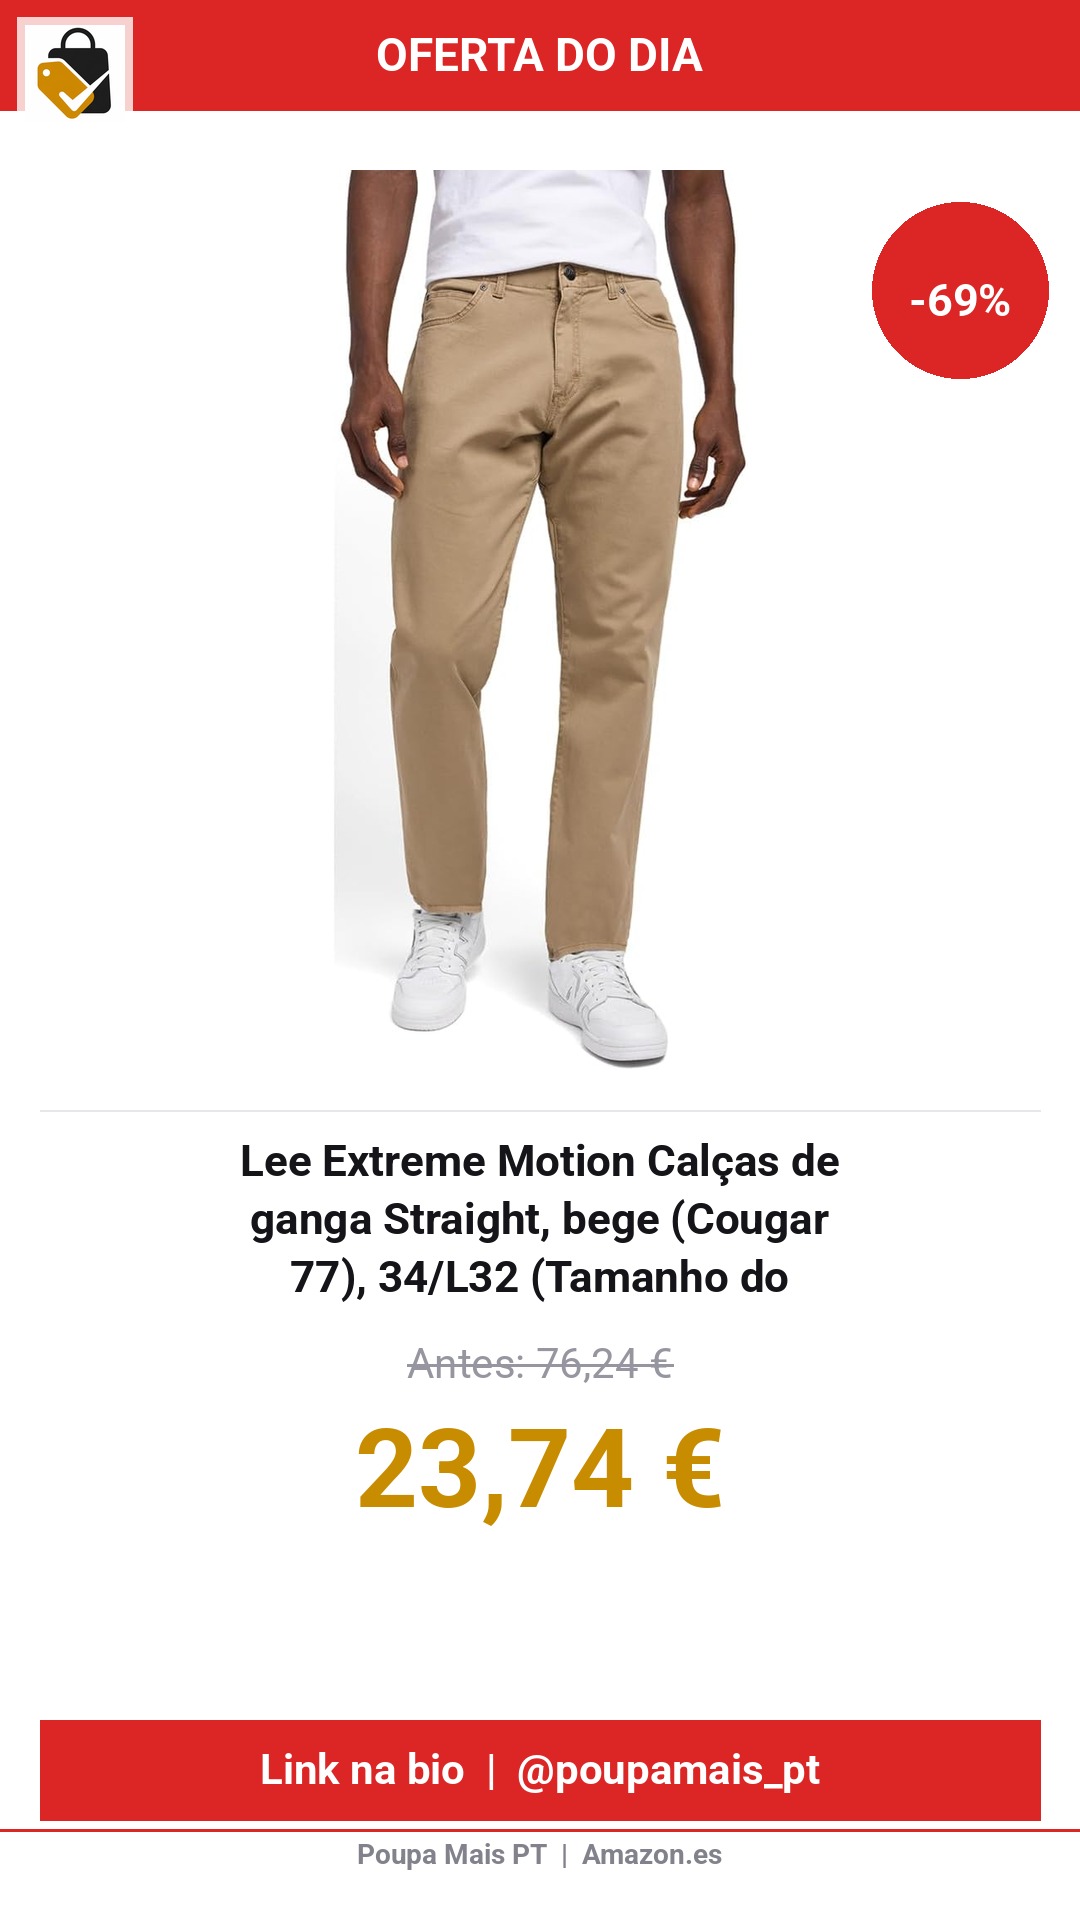 OFERTA DO DIA
-69%
Lee Extreme Motion Calças de
ganga Straight, bege (Cougar
77), 34/L32 (Tamanho do
Antes: 76,24 €
23,74 €
Link na bio | @poupamais_pt
Poupa Mais PT | Amazon.es